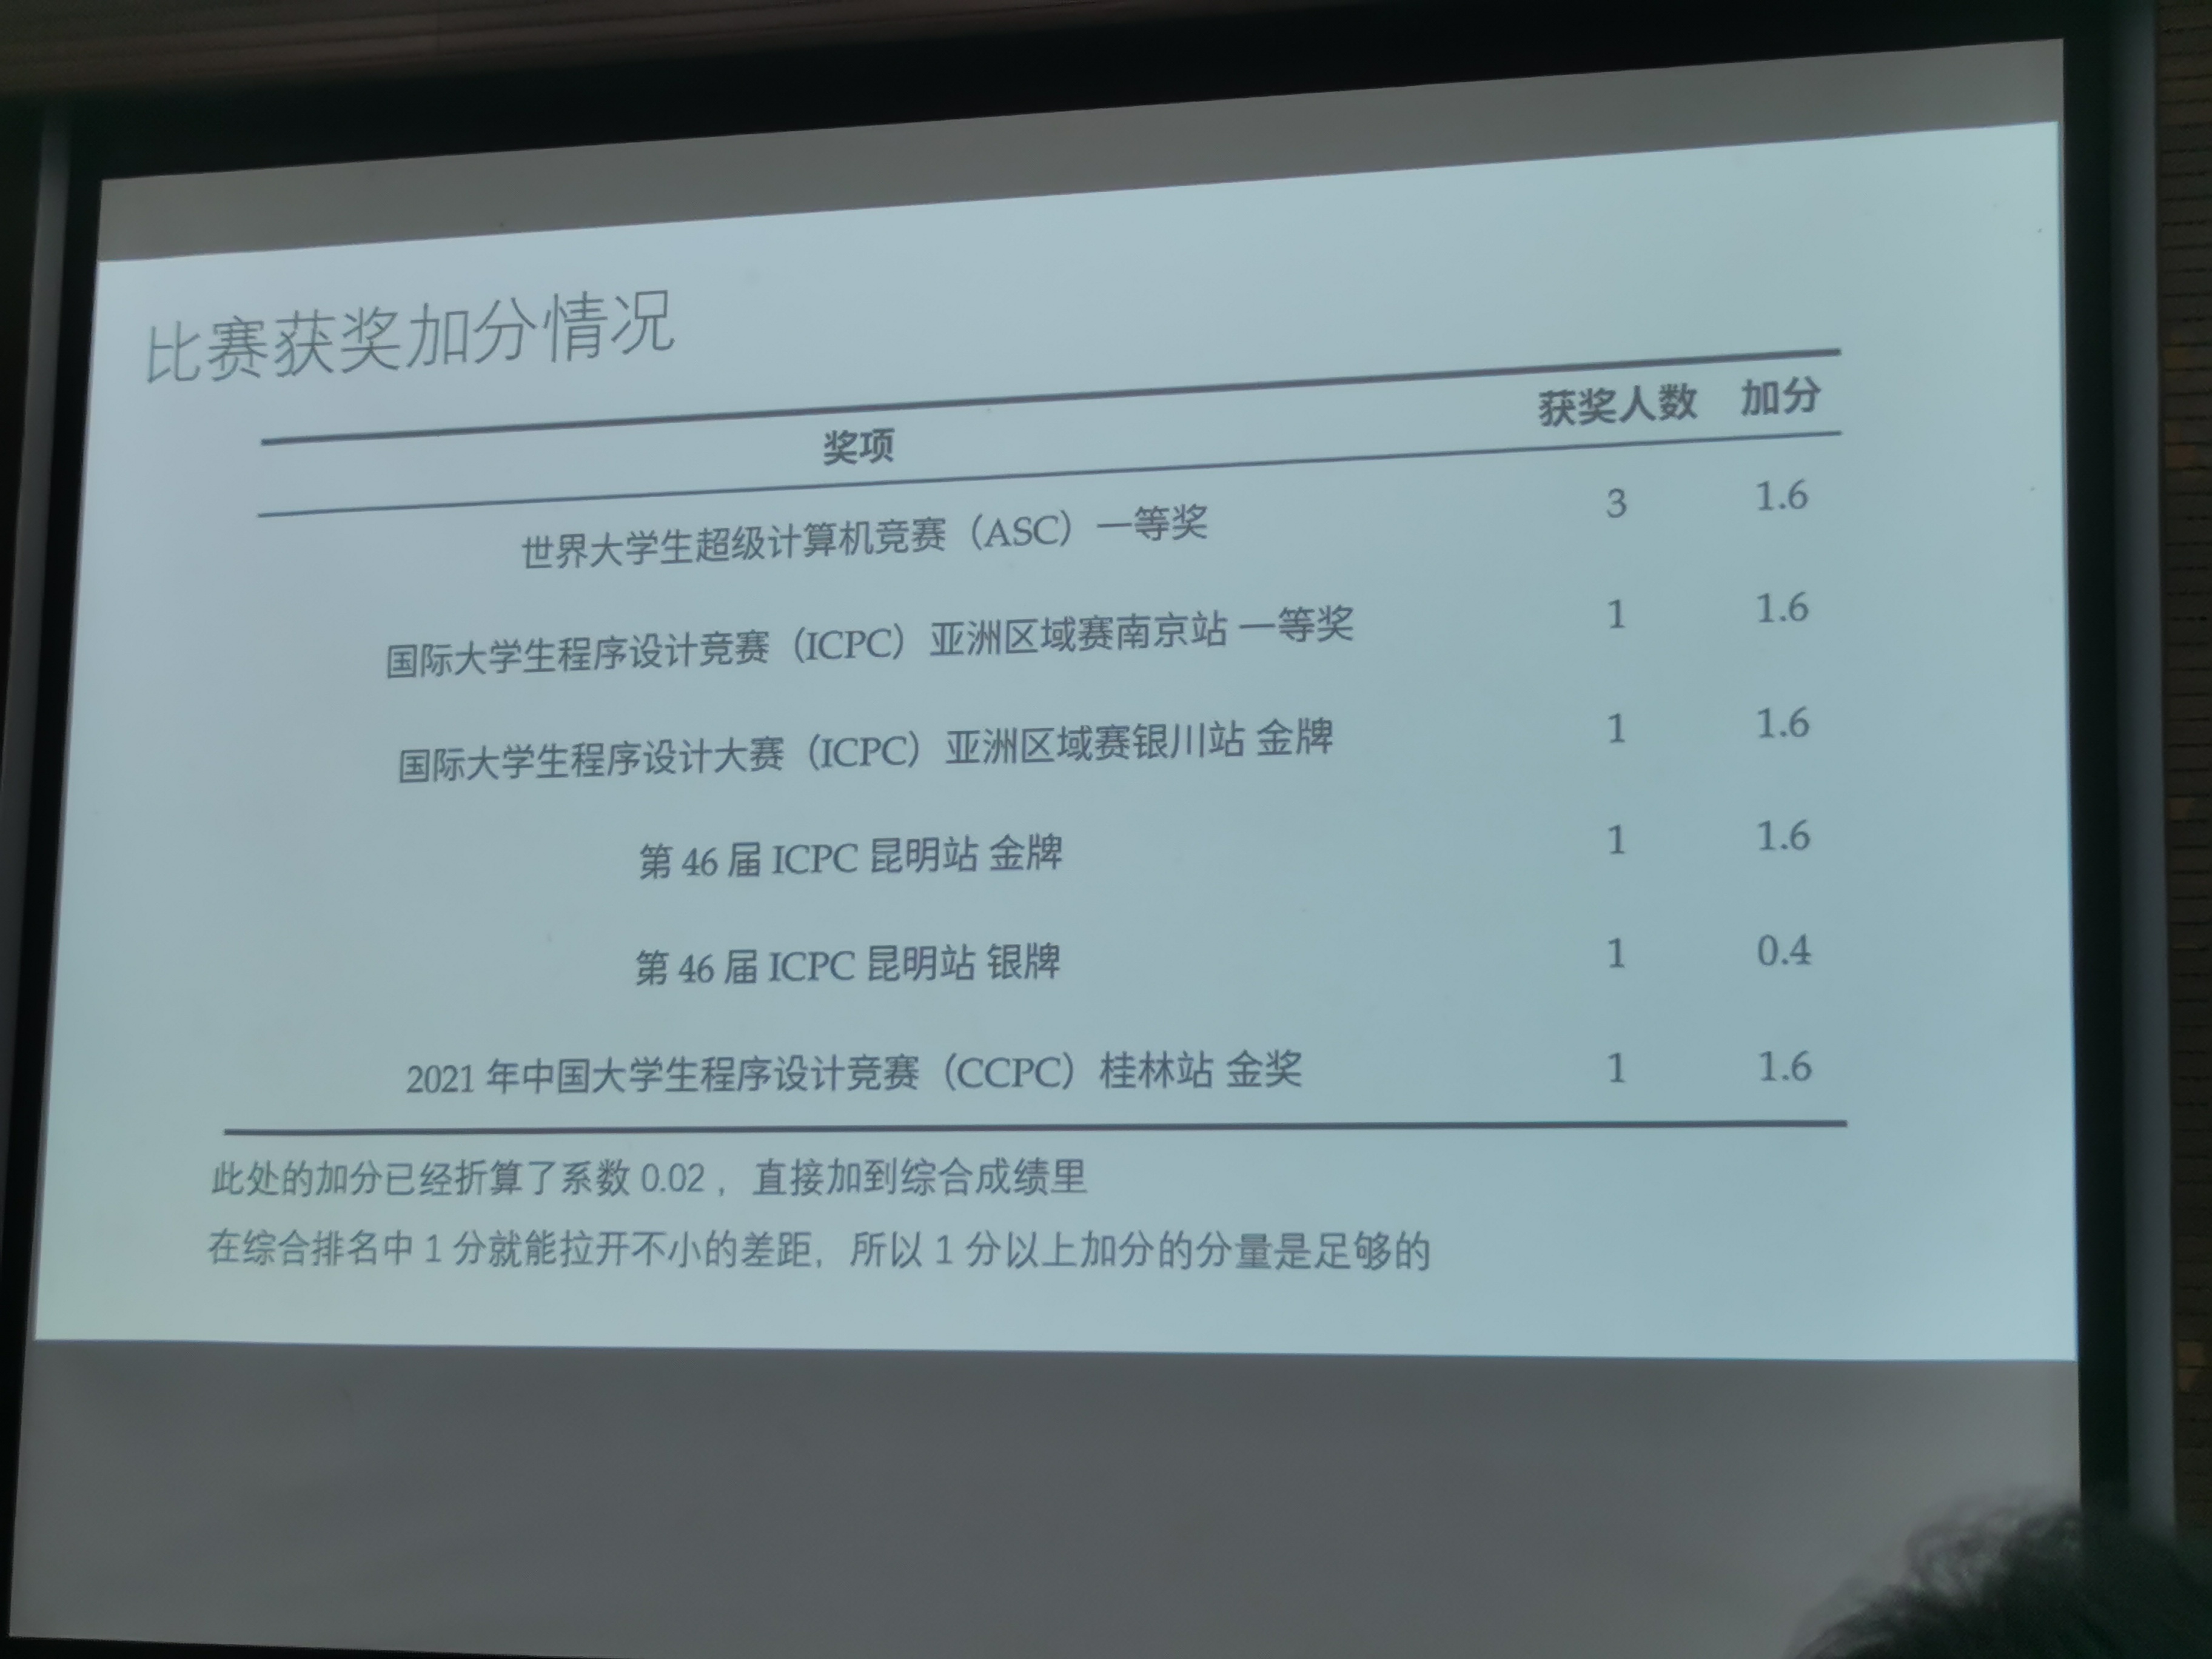 比赛获奖加分情况
奖项 获奖人数 加分
世界大学生超级计算机竞赛（ASC）一等奖 3 1.6
国际大学生程序设计竞赛（ICPC）亚洲区域赛南京站 一等奖 1 1.6
国际大学生程序设计大赛（ICPC）亚洲区域赛银川站 金牌 1 1.6
第 46 届 ICPC 昆明站 金牌 1 1.6
第 46 届 ICPC 昆明站 银牌 1 0.4
2021 年中国大学生程序设计竞赛（CCPC）桂林站 金奖 1 1.6
此处的加分已经折算了系数 0.02 ，直接加到综合成绩里
在综合排名中 1 分就能拉开不小的差距，所以 1 分以上加分的分量是足够的